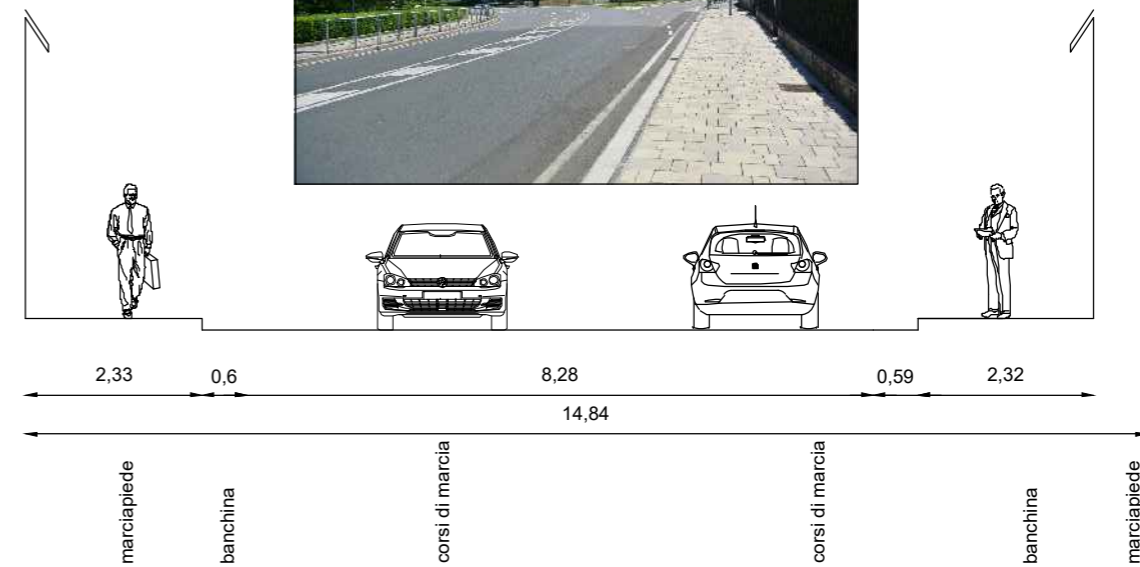 2,33 0,6 8,28 0,59 2,32
14,84
marciapiede
banchina
corsi di marcia
corsi di marcia
banchina
marciapiede